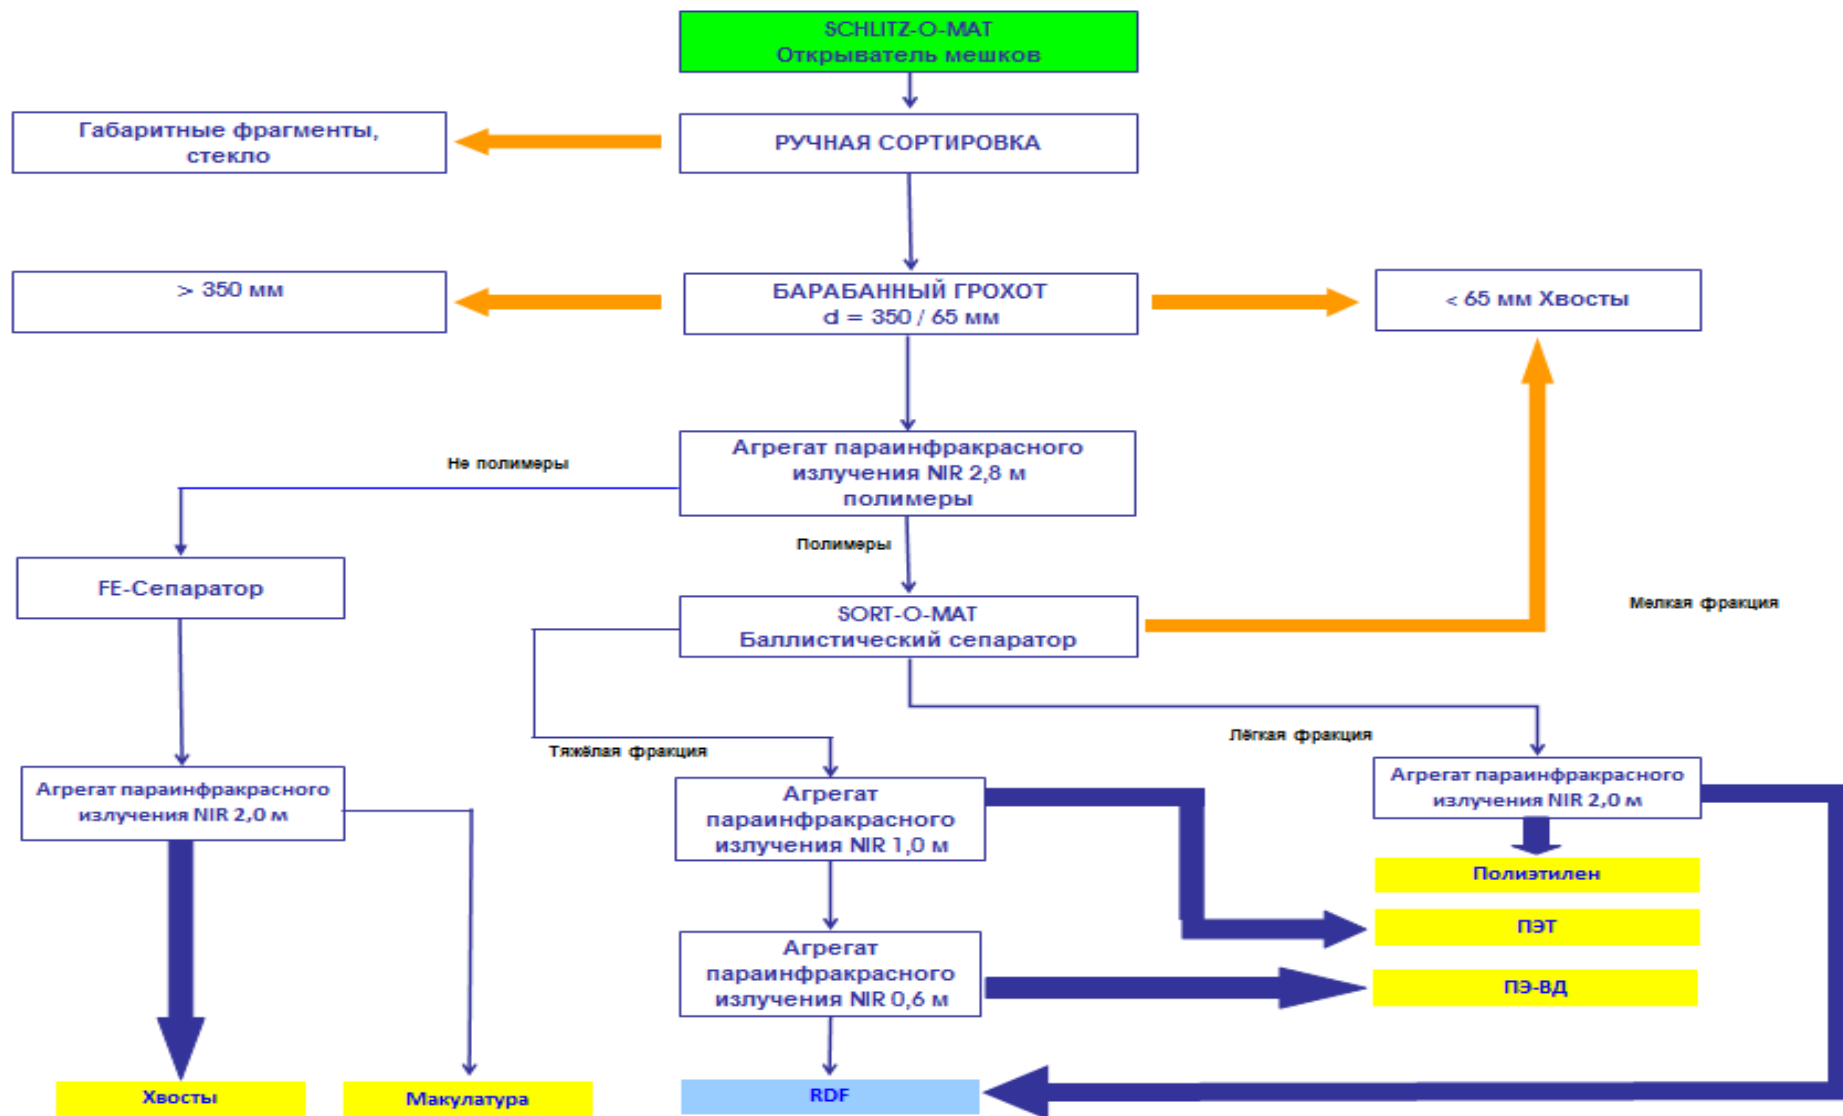 SCHLITZ-O-MAT
Открыватель мешков
Габаритные фрагменты,
стекло
РУЧНАЯ СОРТИРОВКА
> 350 мм
БАРАБАННЫЙ ГРОХОТ
d = 350 / 65 мм
< 65 мм Хвосты
Не полимеры
Агрегат параинфракрасного
излучения NIR 2,8 м
полимеры
Полимеры
FE-Сепаратор
SORT-O-MAT
Баллистический сепаратор
Мелкая фракция
Тяжёлая фракция
Лёгкая фракция
Агрегат параинфракрасного
излучения NIR 2,0 м
Агрегат
параинфракрасного
излучения NIR 1,0 м
Агрегат параинфракрасного
излучения NIR 2,0 м
Полиэтилен
ПЭТ
Агрегат
параинфракрасного
излучения NIR 0,6 м
ПЭ-ВД
Хвосты
Макулатура
RDF